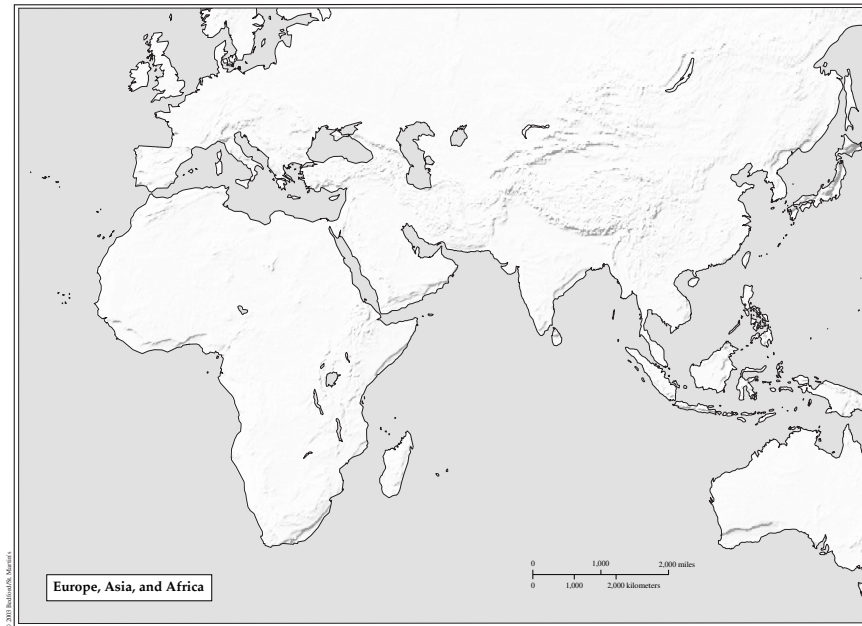 0 1,000 2,000 miles
0 1,000 2,000 kilometers
Europe, Asia, and Africa
© 2003 Bedford/St. Martin's